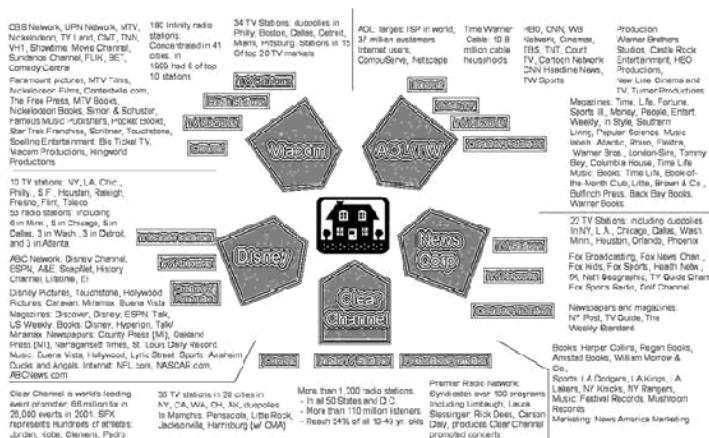 CBS Network, UPN Network, MTV,
Nickelodeon, TV Land, CMT, TNN,
VH1, Showtime, Movie Channel,
Sundance Channel, FLIX, BET,
Comedy Central
Paramount pictures, MTV Films,
Nickelodeon Films, Contentville.com,
The Free Press, MTV Books,
Nickelodeon Books, Simon & Schuster,
Famous Music Publishers, Pocket Books,
Star Trek Franchise, Scribner, Touchstone,
Spelling Entertainment, Big Ticket TV,
Viacom Productions, Kingworld
Productions
180 Infinity radio
stations:
Concentrated in 41
cities. In
1999 had 6 of top
10 stations
34 TV Stations: duopolies in
Philly, Boston, Dallas, Detroit,
Miami, Pittsburg. Stations in 15
Of top 20 TV markets
AOL: largest ISP in world,
37 million customers
Internet users,
CompuServe, Netscape
Time Warner
Cable: 10.8
million cable
households
HBO, CNN, WB
Network, Cinemax,
TBS, TNT, Court
TV, Cartoon Network
CNN Headline News,
TW Sports
Production
Warner Brothers
Studios, Castle Rock
Entertainment, HBO
Productions,
New Line Cinema and
TV, Turner Productions
Magazines: Time, Life, Fortune,
Sports Ill., Money, People, Entert.
Weekly, In Style, Southern
Living, Popular Science. Music
labels: Atlantic, Rhino, Elektra,
Warner Bros., London-Sire, Tommy
Boy, Columbia House, Time Life
Music. Books: Time Life, Book-of-
the-Month Club, Little, Brown & Co.,
Bulfinch Press, Back Bay Books,
Warner Books
Viacom
AOL/TW
10 TV stations: NY, LA, Chic.,
Philly., S.F., Houston, Raleigh,
Fresno, Flint, Toledo
53 radio stations: including
6 in Minn., 5 in Chicago, 5 in
Dallas, 3 in Wash., 3 in Detroit,
and 3 in Atlanta
ABC Network, Disney Channel,
ESPN, A&E, SoapNet, History
Channel, Lifetime, E!
Disney Pictures, Touchstone, Hollywood
Pictures, Caravan, Miramax, Buena Vista
Magazines: Discover, Disney, ESPN, Talk,
US Weekly. Books: Disney, Hyperion, Talk/
Miramax. Newspapers: County Press (MI), Oakland
Press (MI), Narragansett Times, St. Louis Daily Record.
Music: Buena Vista, Hollywood, Lyric Street. Sports: Anaheim
Ducks and Angels. Internet: NFL.com, NASCAR.com,
ABCNews.com
Disney
News
Corp
Clear
Channel
22 TV Stations: including duopolies
In NY, L.A., Chicago, Dallas, Wash.
Minn., Houston, Orlando, Phoenix
Fox Broadcasting, Fox News Chan.,
Fox Kids, Fox Sports, Health Netw.,
FX, Nat'l Geographic, TV Guide Chan.
Fox Sports Radio, Golf Channel
Newspapers and magazines:
NY Post, TV Guide, The
Weekly Standard
Books: Harper Collins, Regan Books,
Amistad Books, William Morrow &
Co.,
Sports: LA Dodgers, LA Kings, LA
Lakers, NY Knicks, NY Rangers,
Music: Festival Records, Mushroom
Records
Marketing: News America Marketing
Clear Channel is world's leading
event promoter, 66 million fix in
26,000 everts in 2001. SFX
represents Hundreds of athletes:
Jordan, Kobe, Clemens, Pedro.
36 TV stations in 28 cities in
NY, CA, WA, OH, AK, duopolies
In Memphis, Pensacola, Little Rock,
Jacksonville, Harrisburg (w/ CMA)
More than 1,200 radio stations
- In all 50 States and D.C.
- More than 110 million listeners
- Reach 54% of all 18-49 yr. olds
Premier Radio Network:
Syndicates over 100 programs
Including Limbaugh, Laura
Slessinger, Rick Dees, Carson
Daly, produces Clear Channel
promoted concerts.